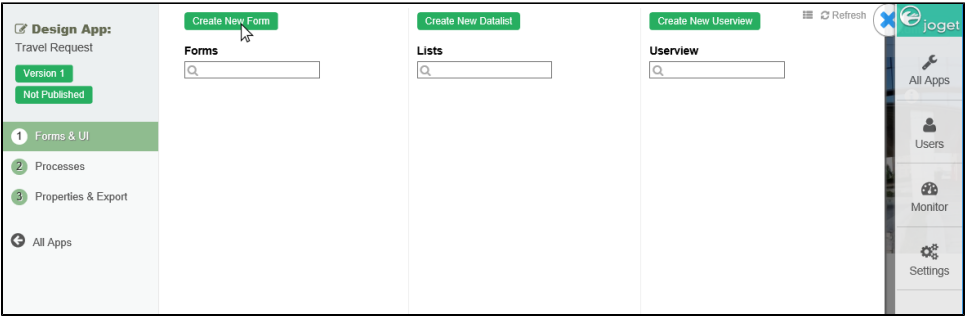 Design App:
Travel Request
Version 1
Not Published
1 Forms & UI
2 Processes
3 Properties & Export
All Apps
Create New Form
Forms
Create New Datalist
Lists
Create New Userview
Userview
Refresh
joget
All Apps
Users
Monitor
Settings